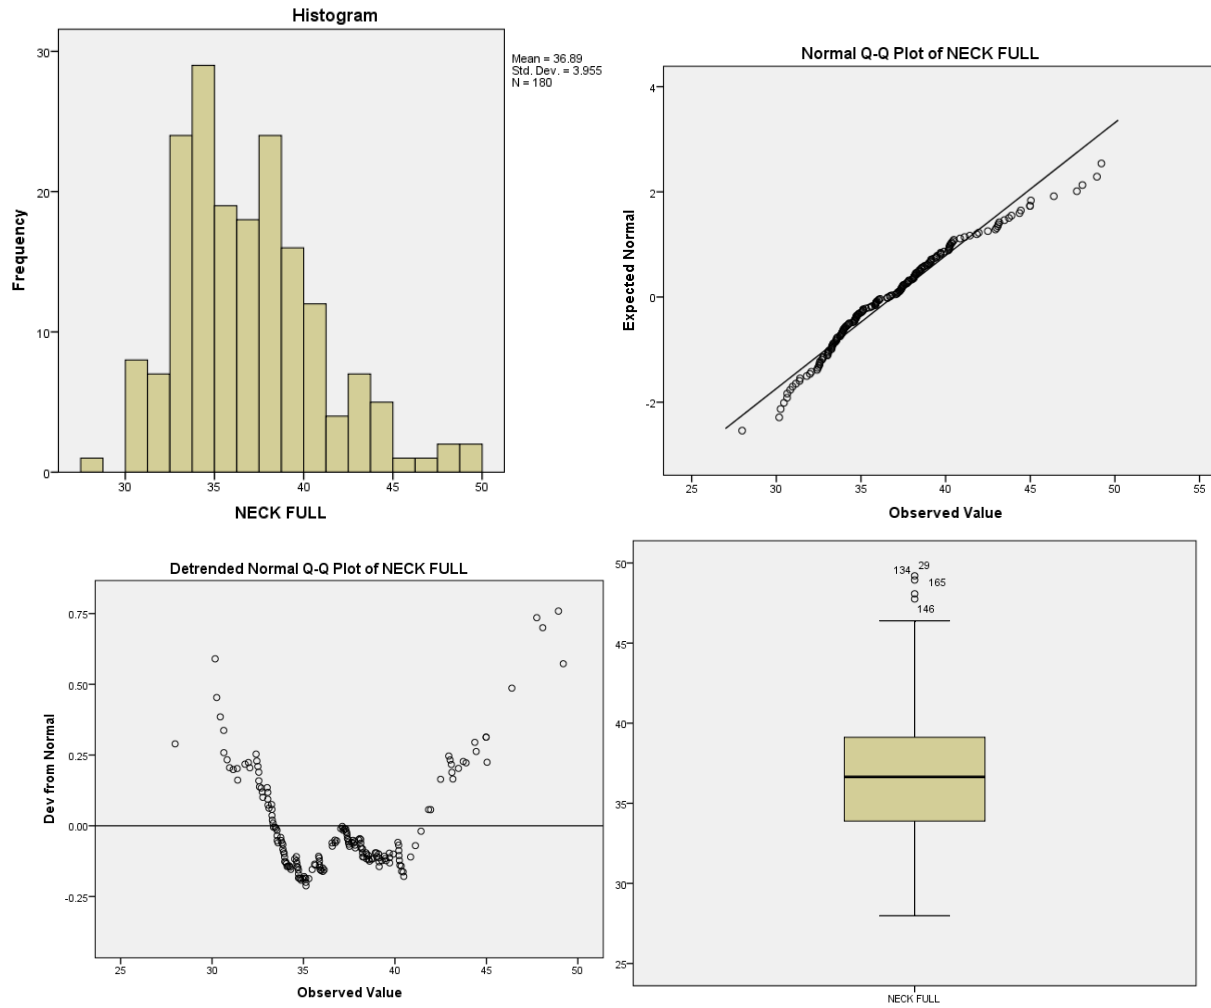 Histogram
Mean = 36.89
Std. Dev. = 3.955
N = 180
30
20
10
0
Frequency
30 35 40 45 50
NECK FULL
Normal Q-Q Plot of NECK FULL
4
2
0
-2
Expected Normal
25 30 35 40 45 50 55
Observed Value
Detrended Normal Q-Q Plot of NECK FULL
0.75
0.50
0.25
0.00
-0.25
Dev from Normal
25 30 35 40 45 50
Observed Value
50
45
40
35
30
25
134 29
165
146
NECK FULL